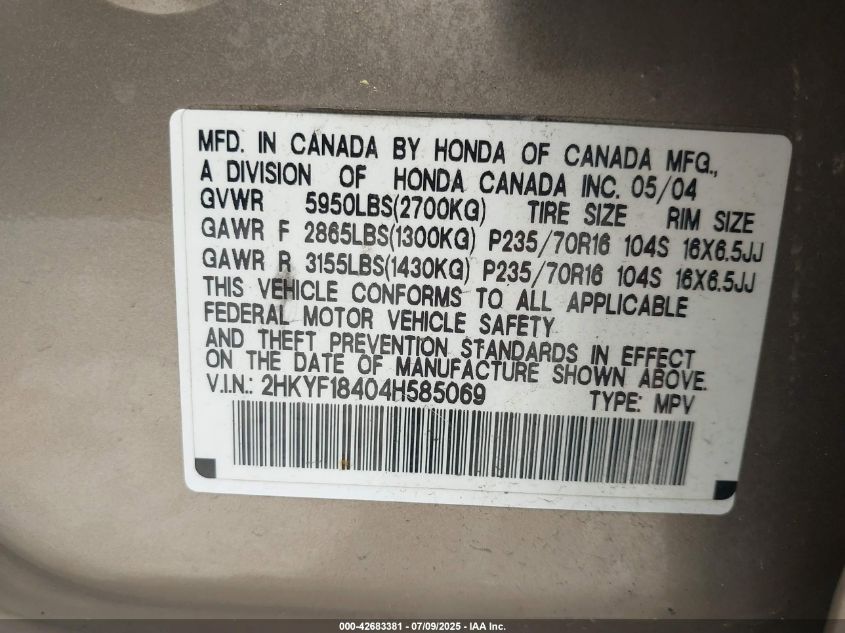 MFD. IN CANADA BY HONDA OF CANADA MFG.,
A DIVISION OF HONDA CANADA INC. 05/04
GVWR 5950LBS(2700KG) TIRE SIZE RIM SIZE
GAWR F 2865LBS(1300KG) P235/70R16 104S 16X6.5JJ
GAWR R 3155LBS(1430KG) P235/70R16 104S 16X6.5JJ
THIS VEHICLE CONFORMS TO ALL APPLICABLE
FEDERAL MOTOR VEHICLE SAFETY
AND THEFT PREVENTION STANDARDS IN EFFECT
ON THE DATE OF MANUFACTURE SHOWN ABOVE.
V.I.N.: 2HKYF18404H585069 TYPE: MPV
000-42683381 / 07/09/2025 - IAA Inc.